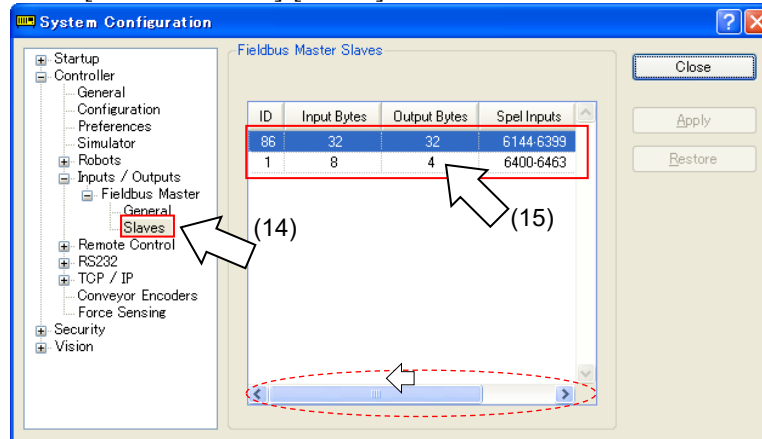 System Configuration
Startup
Controller
General
Configuration
Preferences
Simulator
Robots
Inputs / Outputs
Fieldbus Master
General
Slaves
Remote Control
RS232
TCP / IP
Conveyor Encoders
Force Sensing
Security
Vision
(14)
Fieldbus Master Slaves
ID Input Bytes Output Bytes Spel Inputs
86 32 32 6144-6399
1 8 4 6400-6463
(15)
Close
Apply
Restore